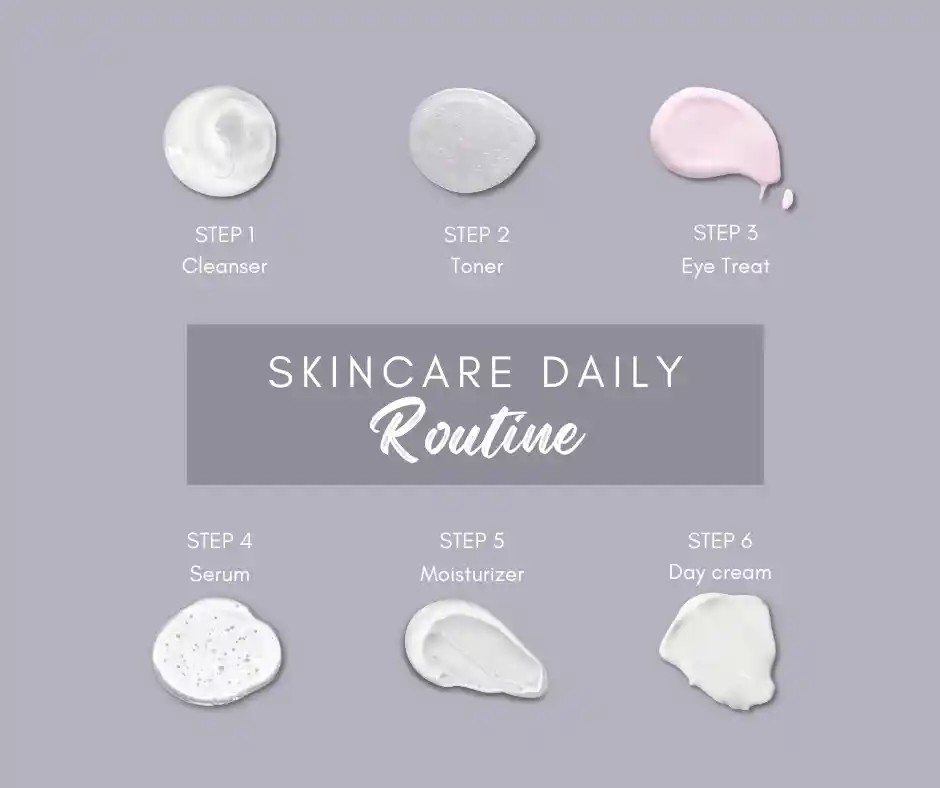 STEP 1
Cleanser
STEP 2
Toner
STEP 3
Eye Treat
SKINCARE DAILY
Routine
STEP 4
Serum
STEP 5
Moisturizer
STEP 6
Day cream